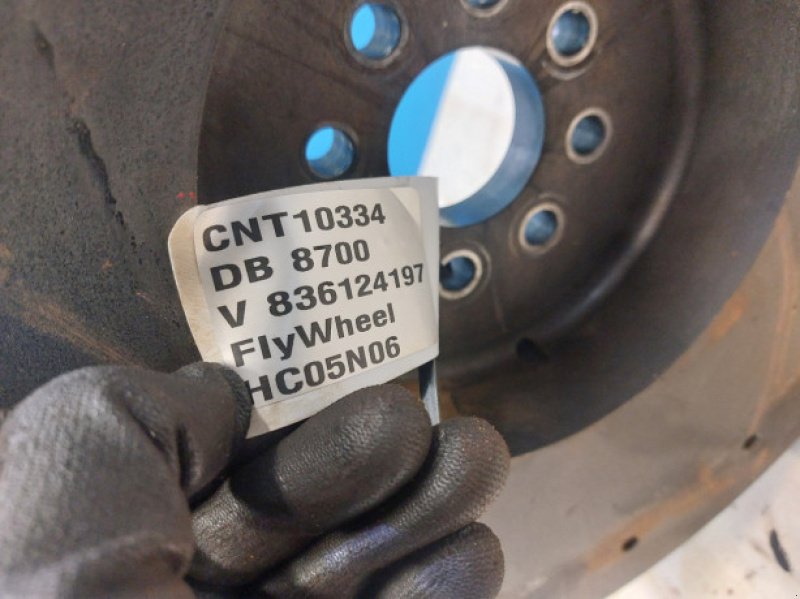 CNT10334
DB 8700
V 836124197
FlyWheel
HC05N06